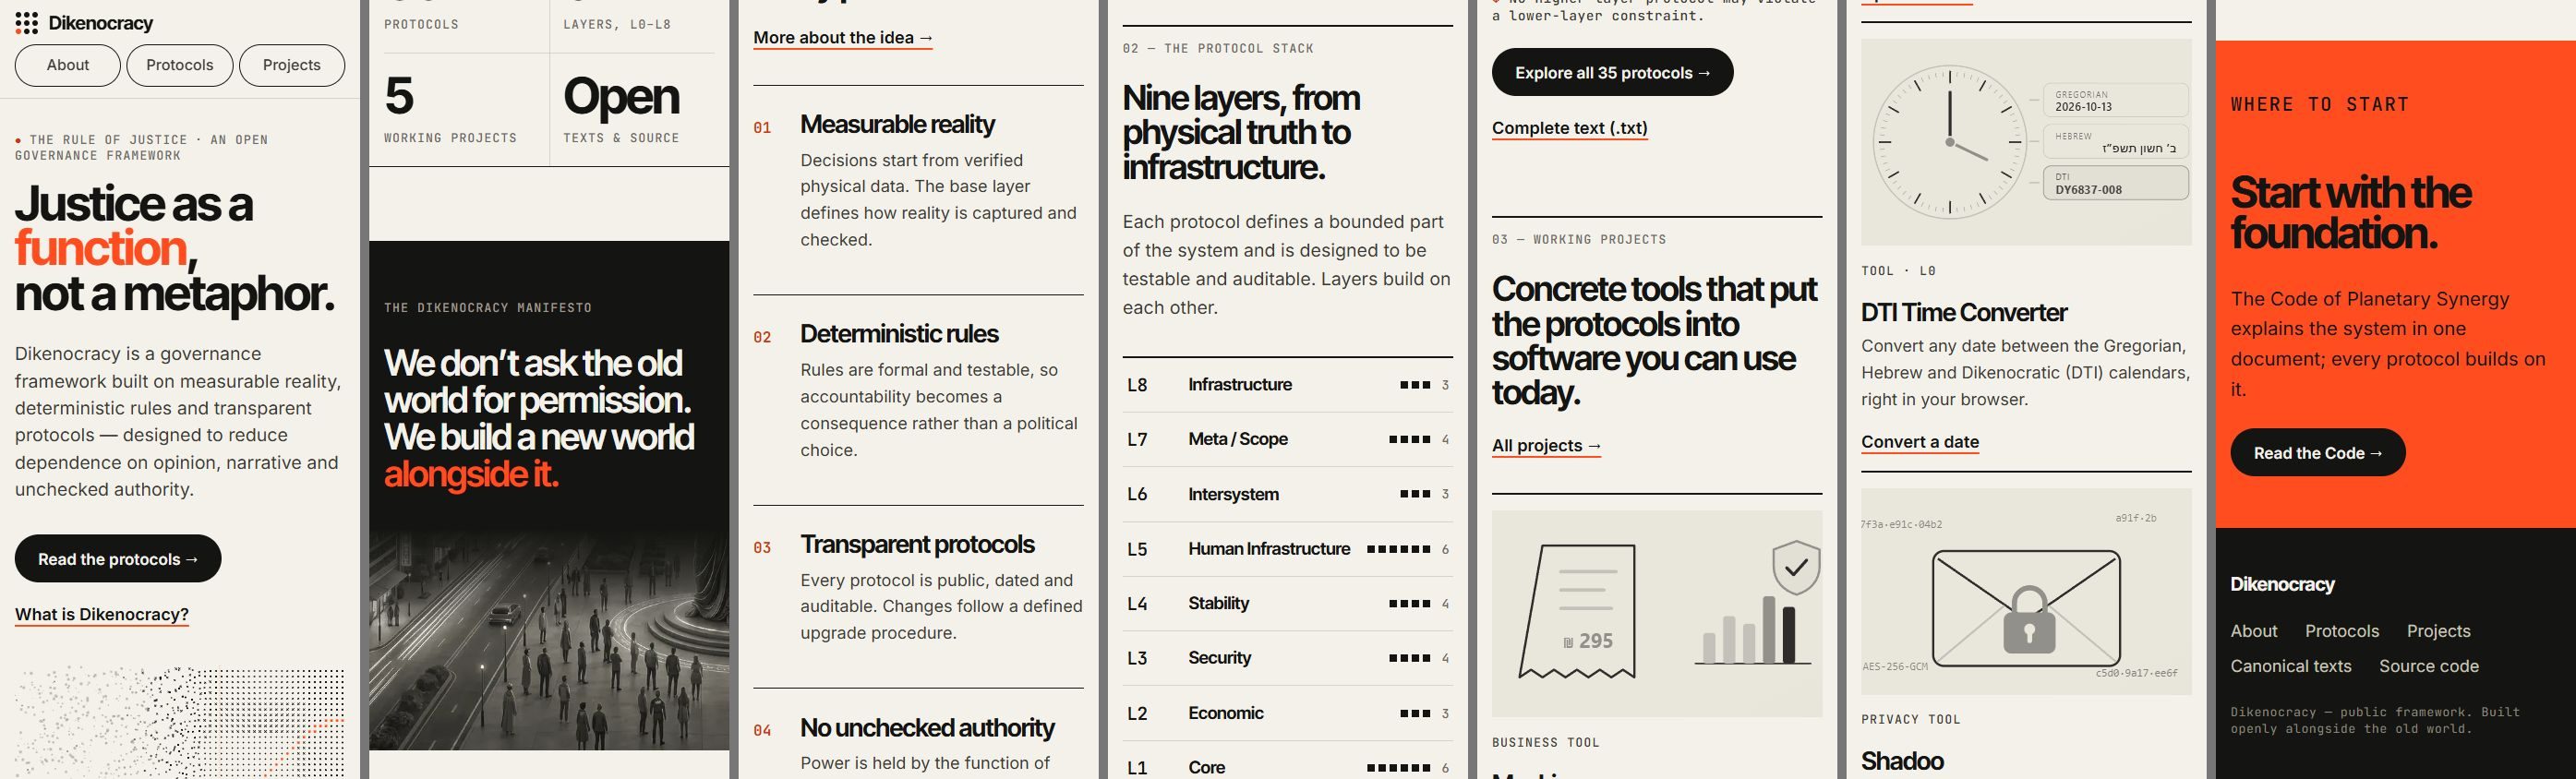 Dikenocracy
About
Protocols
Projects
• THE RULE OF JUSTICE · AN OPEN
GOVERNANCE FRAMEWORK
Justice as a
function,
not a metaphor.
Dikenocracy is a governance
framework built on measurable reality,
deterministic rules and transparent
protocols — designed to reduce
dependence on opinion, narrative and
unchecked authority.
Read the protocols →
What is Dikenocracy?
PROTOCOLS
LAYERS, L0–L8
5
WORKING PROJECTS
Open
TEXTS & SOURCE
THE DIKENOCRACY MANIFESTO
We don’t ask the old
world for permission.
We build a new world
alongside it.
More about the idea →
01
Measurable reality
Decisions start from verified
physical data. The base layer
defines how reality is captured and
checked.
02
Deterministic rules
Rules are formal and testable, so
accountability becomes a
consequence rather than a political
choice.
03
Transparent protocols
Every protocol is public, dated and
auditable. Changes follow a defined
upgrade procedure.
04
No unchecked authority
Power is held by the function of
02 — THE PROTOCOL STACK
Nine layers, from
physical truth to
infrastructure.
Each protocol defines a bounded part
of the system and is designed to be
testable and auditable. Layers build on
each other.
L8 Infrastructure 3
L7 Meta / Scope 4
L6 Intersystem 3
L5 Human Infrastructure 6
L4 Stability 4
L3 Security 4
L2 Economic 3
L1 Core 6
No higher layer protocol may violate
a lower-layer constraint.
Explore all 35 protocols →
Complete text (.txt)
03 — WORKING PROJECTS
Concrete tools that put
the protocols into
software you can use
today.
All projects →
₪ 295
BUSINESS TOOL
GREGORIAN
2026-10-13
HEBREW
ב׳ חשון תשפ״ז
DTI
DY6837-008
TOOL · L0
DTI Time Converter
Convert any date between the Gregorian,
Hebrew and Dikenocratic (DTI) calendars,
right in your browser.
Convert a date
7f3a·e91c·04b2
a91f·2b
AES-256-GCM
c5d0·9a17·ee6f
PRIVACY TOOL
Shadoo
WHERE TO START
Start with the
foundation.
The Code of Planetary Synergy
explains the system in one
document; every protocol builds on
it.
Read the Code →
Dikenocracy
About
Protocols
Projects
Canonical texts
Source code
Dikenocracy — public framework. Built
openly alongside the old world.